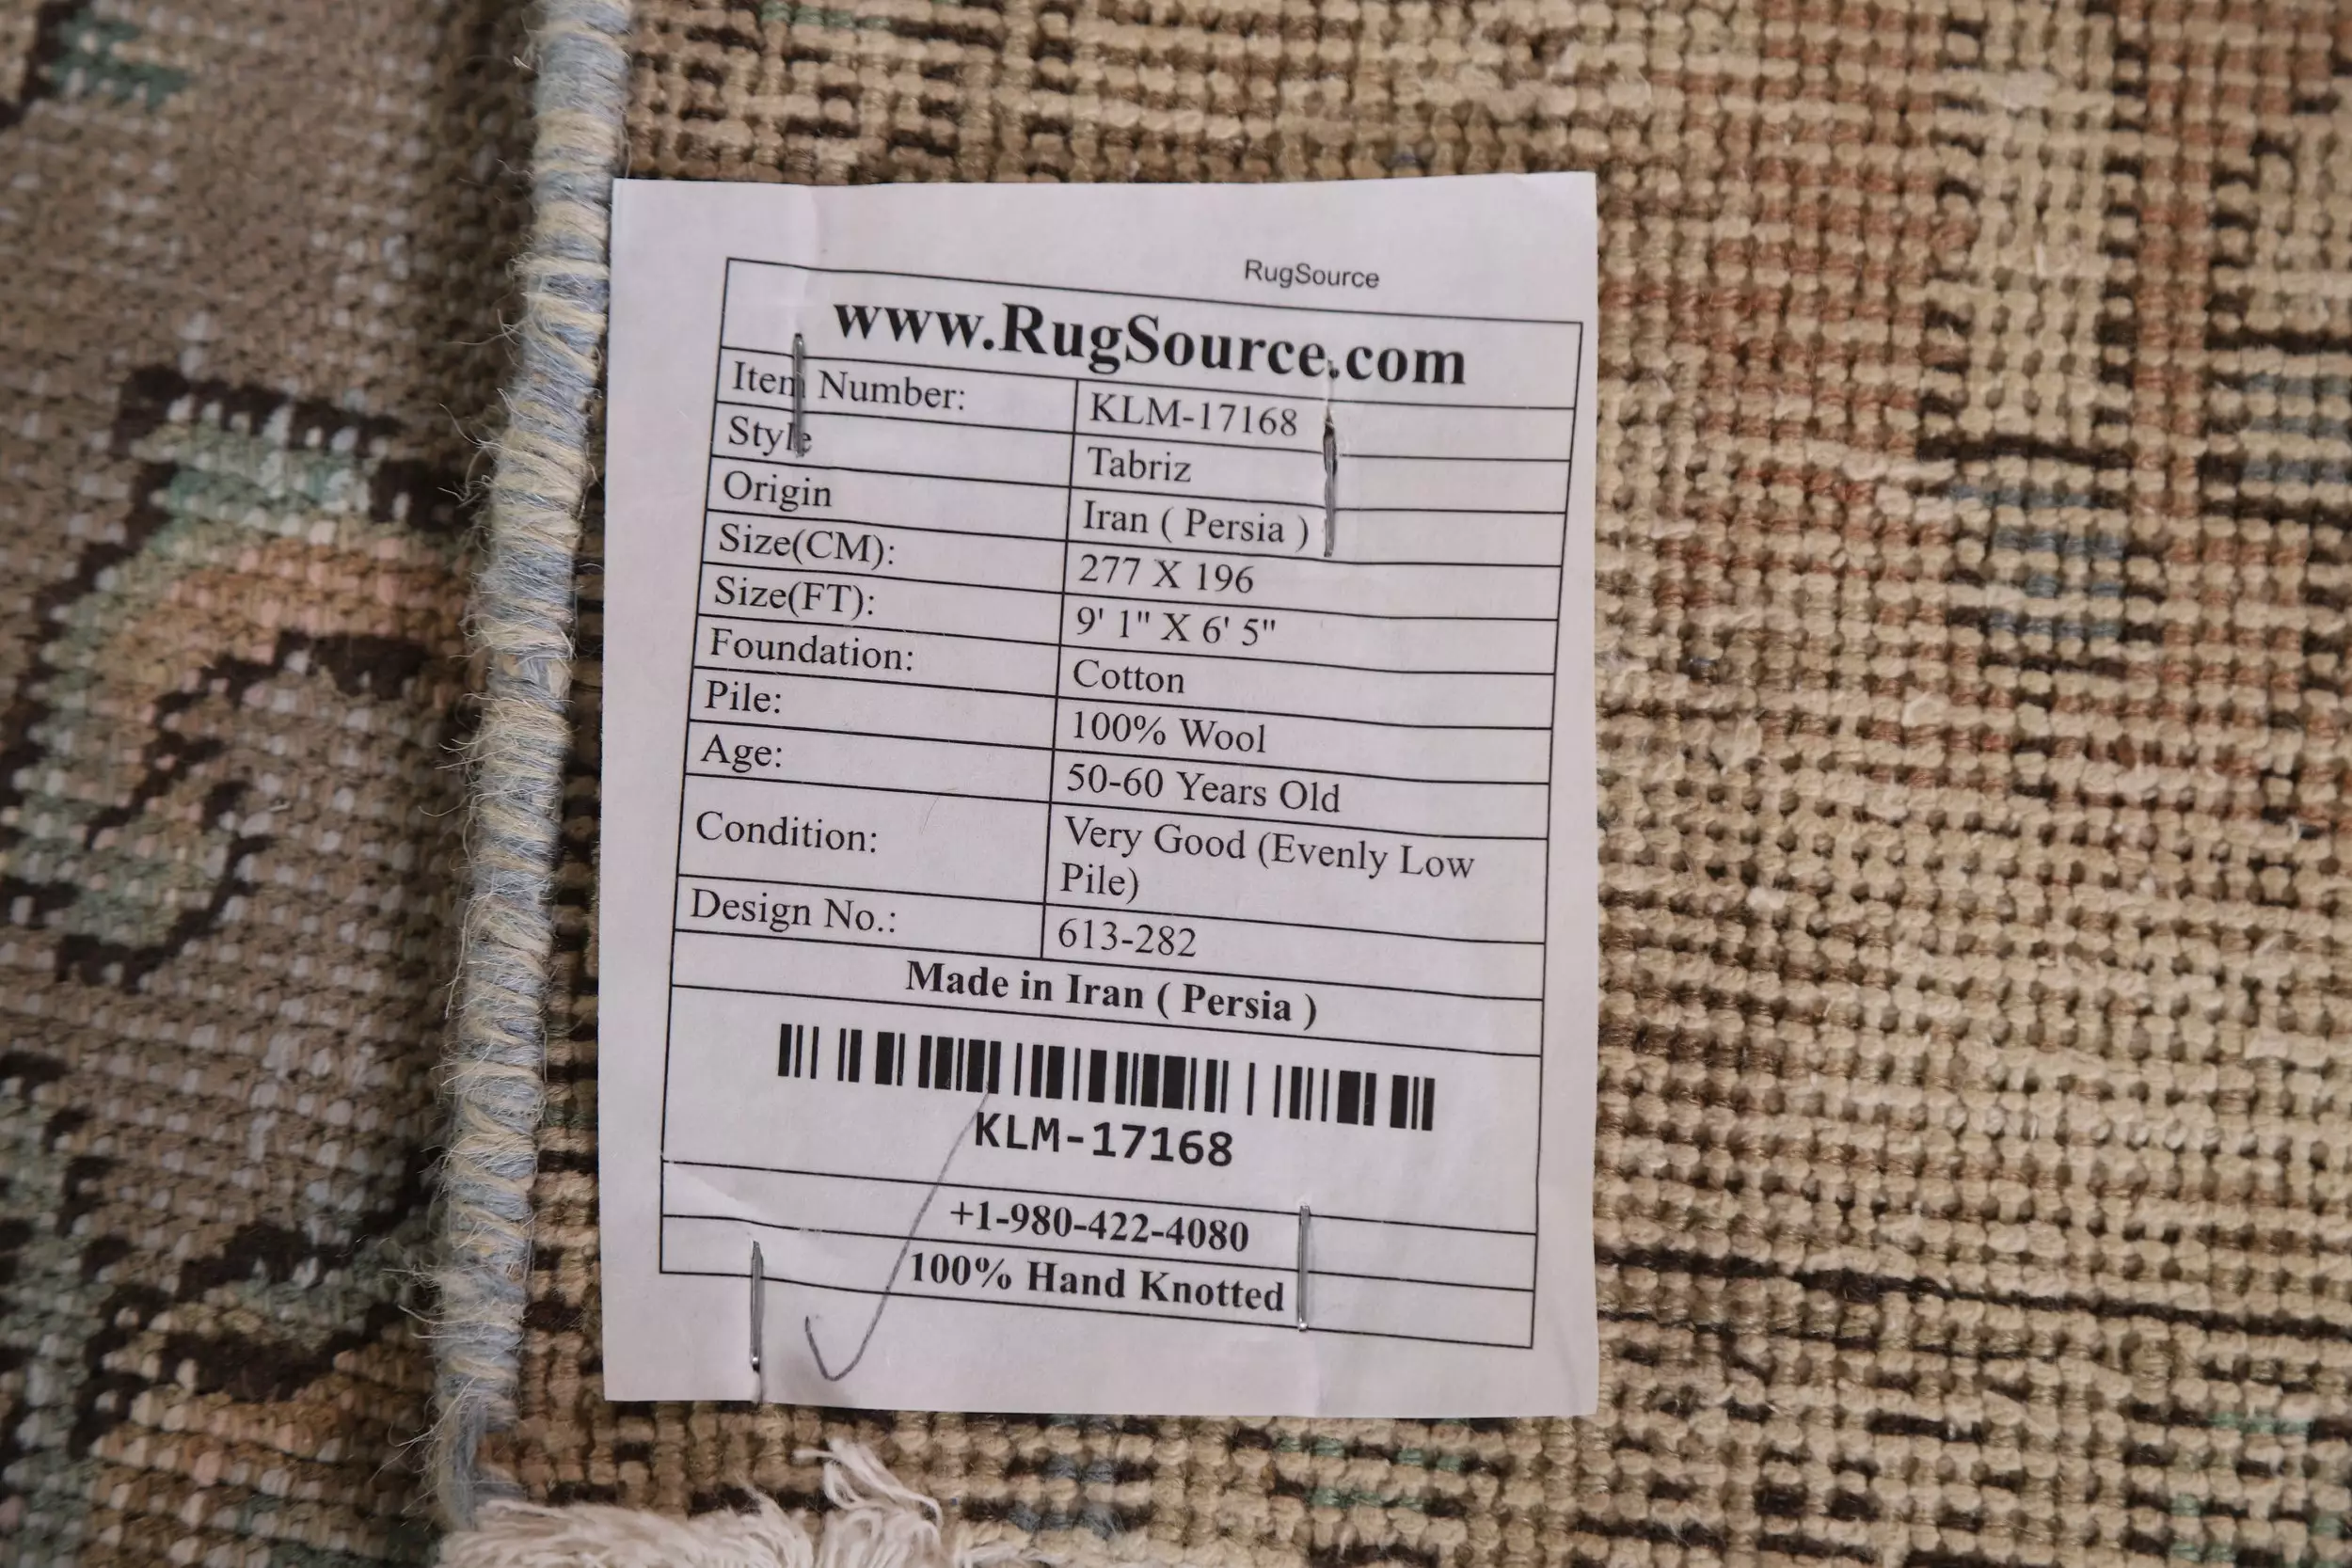 RugSource
www.RugSource.com
Item Number: KLM-17168
Style Tabriz
Origin Iran ( Persia )
Size(CM): 277 X 196
Size(FT): 9' 1" X 6' 5"
Foundation: Cotton
Pile: 100% Wool
Age: 50-60 Years Old
Condition: Very Good (Evenly Low
Pile)
Design No.: 613-282
Made in Iran ( Persia )
KLM-17168
+1-980-422-4080
100% Hand Knotted